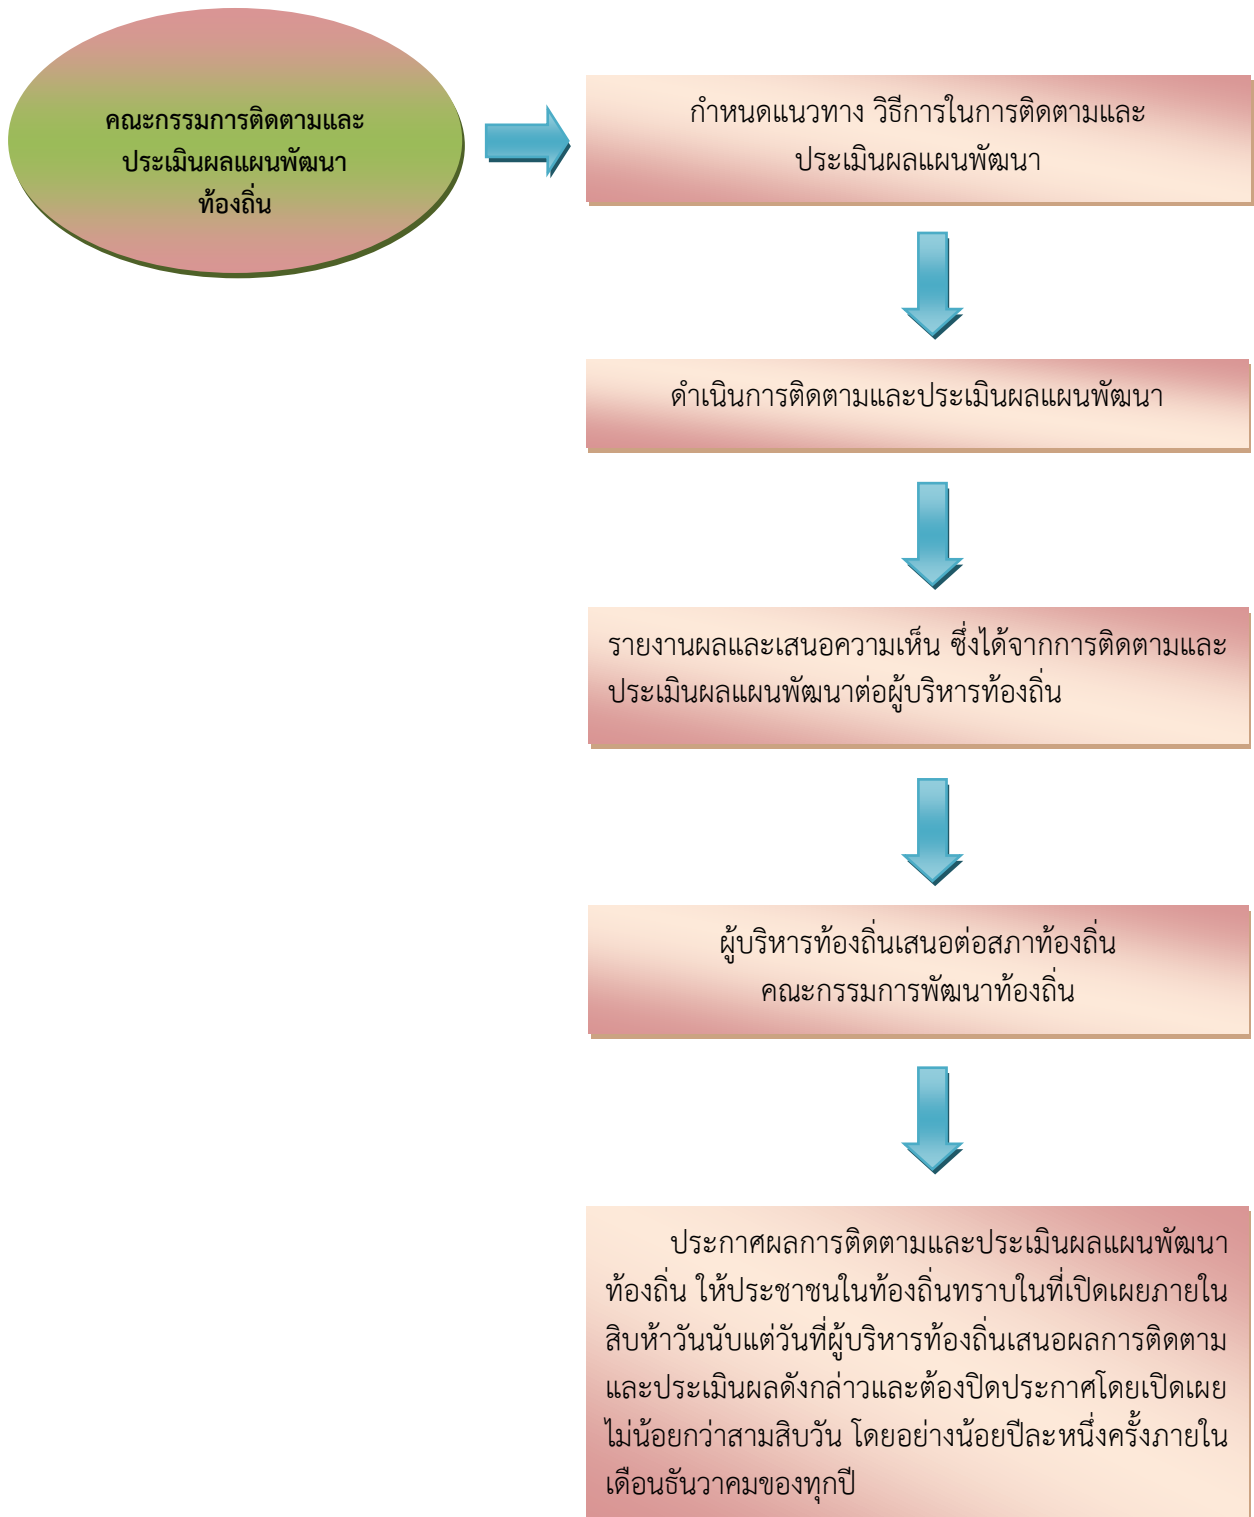 คณะกรรมการติดตามและ
ประเมินผลแผนพัฒนา
ท้องถิ่น
กำหนดแนวทาง วิธีการในการติดตามและ
ประเมินผลแผนพัฒนา
ดำเนินการติดตามและประเมินผลแผนพัฒนา
รายงานผลและเสนอความเห็น ซึ่งได้จากการติดตามและ
ประเมินผลแผนพัฒนาต่อผู้บริหารท้องถิ่น
ผู้บริหารท้องถิ่นเสนอต่อสภาท้องถิ่น
คณะกรรมการพัฒนาท้องถิ่น
ประกาศผลการติดตามและประเมินผลแผนพัฒนา
ท้องถิ่น ให้ประชาชนในท้องถิ่นทราบในที่เปิดเผยภายใน
สิบห้าวันนับแต่วันที่ผู้บริหารท้องถิ่นเสนอผลการติดตาม
และประเมินผลดังกล่าวและต้องปิดประกาศโดยเปิดเผย
ไม่น้อยกว่าสามสิบวัน โดยอย่างน้อยปีละหนึ่งครั้งภายใน
เดือนธันวาคมของทุกปี